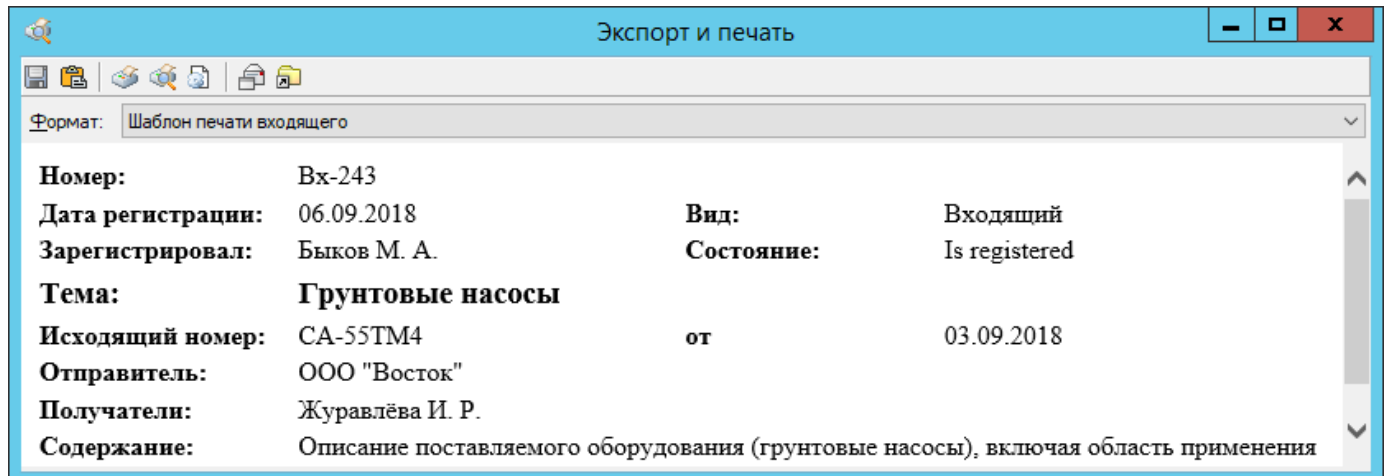 Экспорт и печать
Формат: Шаблон печати входящего
Номер: Вх-243
Дата регистрации: 06.09.2018 Вид: Входящий
Зарегистрировал: Быков М. А. Состояние: Is registered
Тема: Грунтовые насосы
Исходящий номер: СА-55ТМ4 от 03.09.2018
Отправитель: ООО "Восток"
Получатели: Журавлёва И. Р.
Содержание: Описание поставляемого оборудования (грунтовые насосы), включая область применения